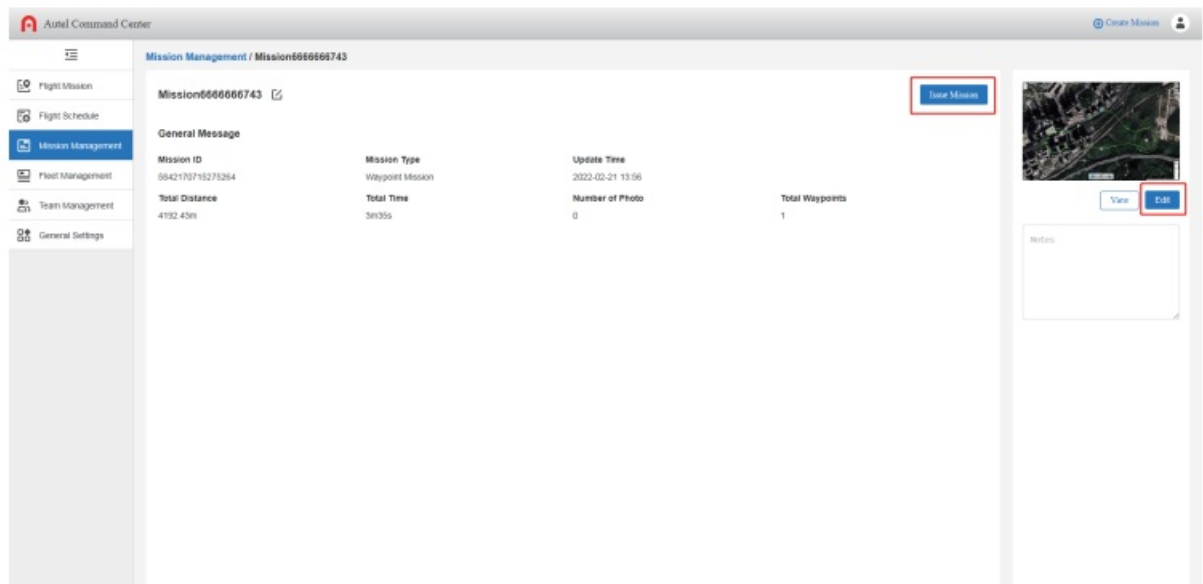 Autel Command Center
Create Mission
Mission Management / Mission6666666743
Flight Mission
Flight Schedule
Mission Management
Fleet Management
Team Management
General Settings
Mission6666666743
Issue Mission
General Message
Mission ID
Mission Type
Update Time
5842170715275264
Waypoint Mission
2022-02-21 13:56
Total Distance
Total Time
Number of Photo
Total Waypoints
4192.43m
3m35s
0
1
View
Edit
Notes